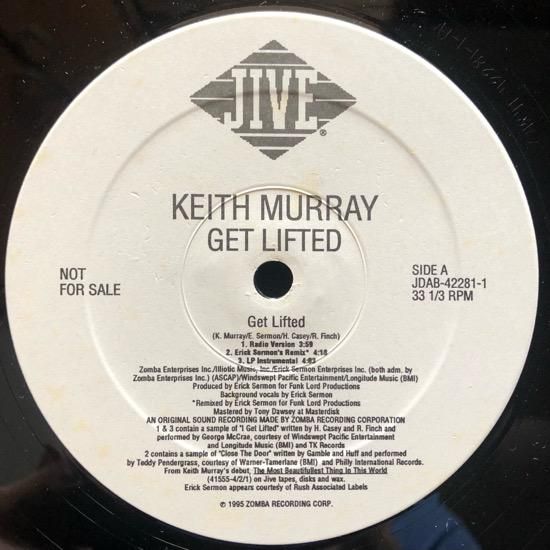 JIVE
®
KEITH MURRAY
GET LIFTED
NOT
FOR SALE
SIDE A
JDAB-42281-1
33 1/3 RPM
Get Lifted
(K. Murray/E. Sermon/H. Casey/R. Finch)
1. Radio Version 3:59
2. Erick Sermon's Remix* 4:18
3. LP Instrumental 4:03
Zomba Enterprises Inc./Illiotic Music, Inc./Erick Sermon Enterprises Inc. (both adm. by
Zomba Enterprises Inc.) (ASCAP)/Windswept Pacific Entertainment/Longitude Music (BMI)
Produced by Erick Sermon for Funk Lord Productions
Background vocals by Erick Sermon
*Remixed by Erick Sermon for Funk Lord Productions
Mastered by Tony Dawsey at Masterdisk
AN ORIGINAL SOUND RECORDING MADE BY ZOMBA RECORDING CORPORATION
1 & 3 contain a sample of "I Get Lifted" written by H. Casey and R. Finch and
performed by George McCrae, courtesy of Windswept Pacific Entertainment
and Longitude Music (BMI) and TK Records
2 contains a sample of "Close The Door" written by Gamble and Huff and performed
by Teddy Pendergrass, courtesy of Warner-Tamerlane (BMI) and Philly International Records.
From Keith Murray's debut, The Most Beautifullest Thing In This World
(41555-4/2/1) on Jive tapes, disks and wax.
Erick Sermon appears courtesy of Rush Associated Labels
℗ 1995 ZOMBA RECORDING CORP.